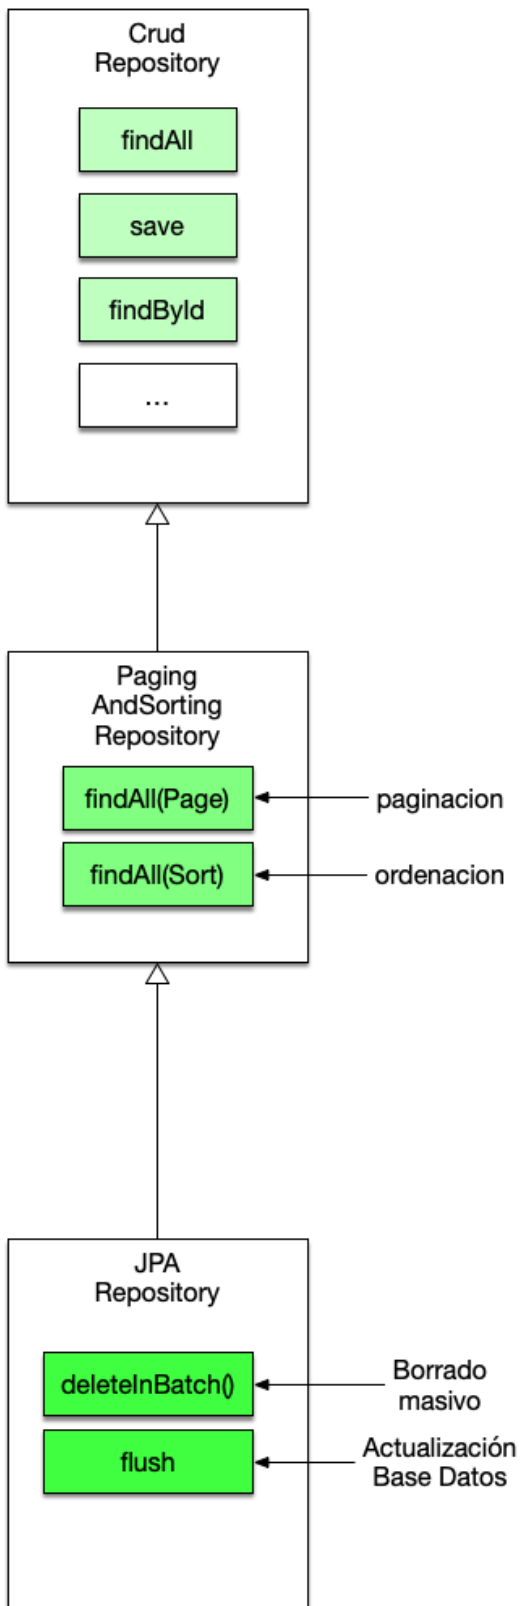 Crud
Repository
findAll
save
findById
...
Paging
AndSorting
Repository
findAll(Page)
paginacion
findAll(Sort)
ordenacion
JPA
Repository
deleteInBatch()
Borrado
masivo
flush
Actualización
Base Datos